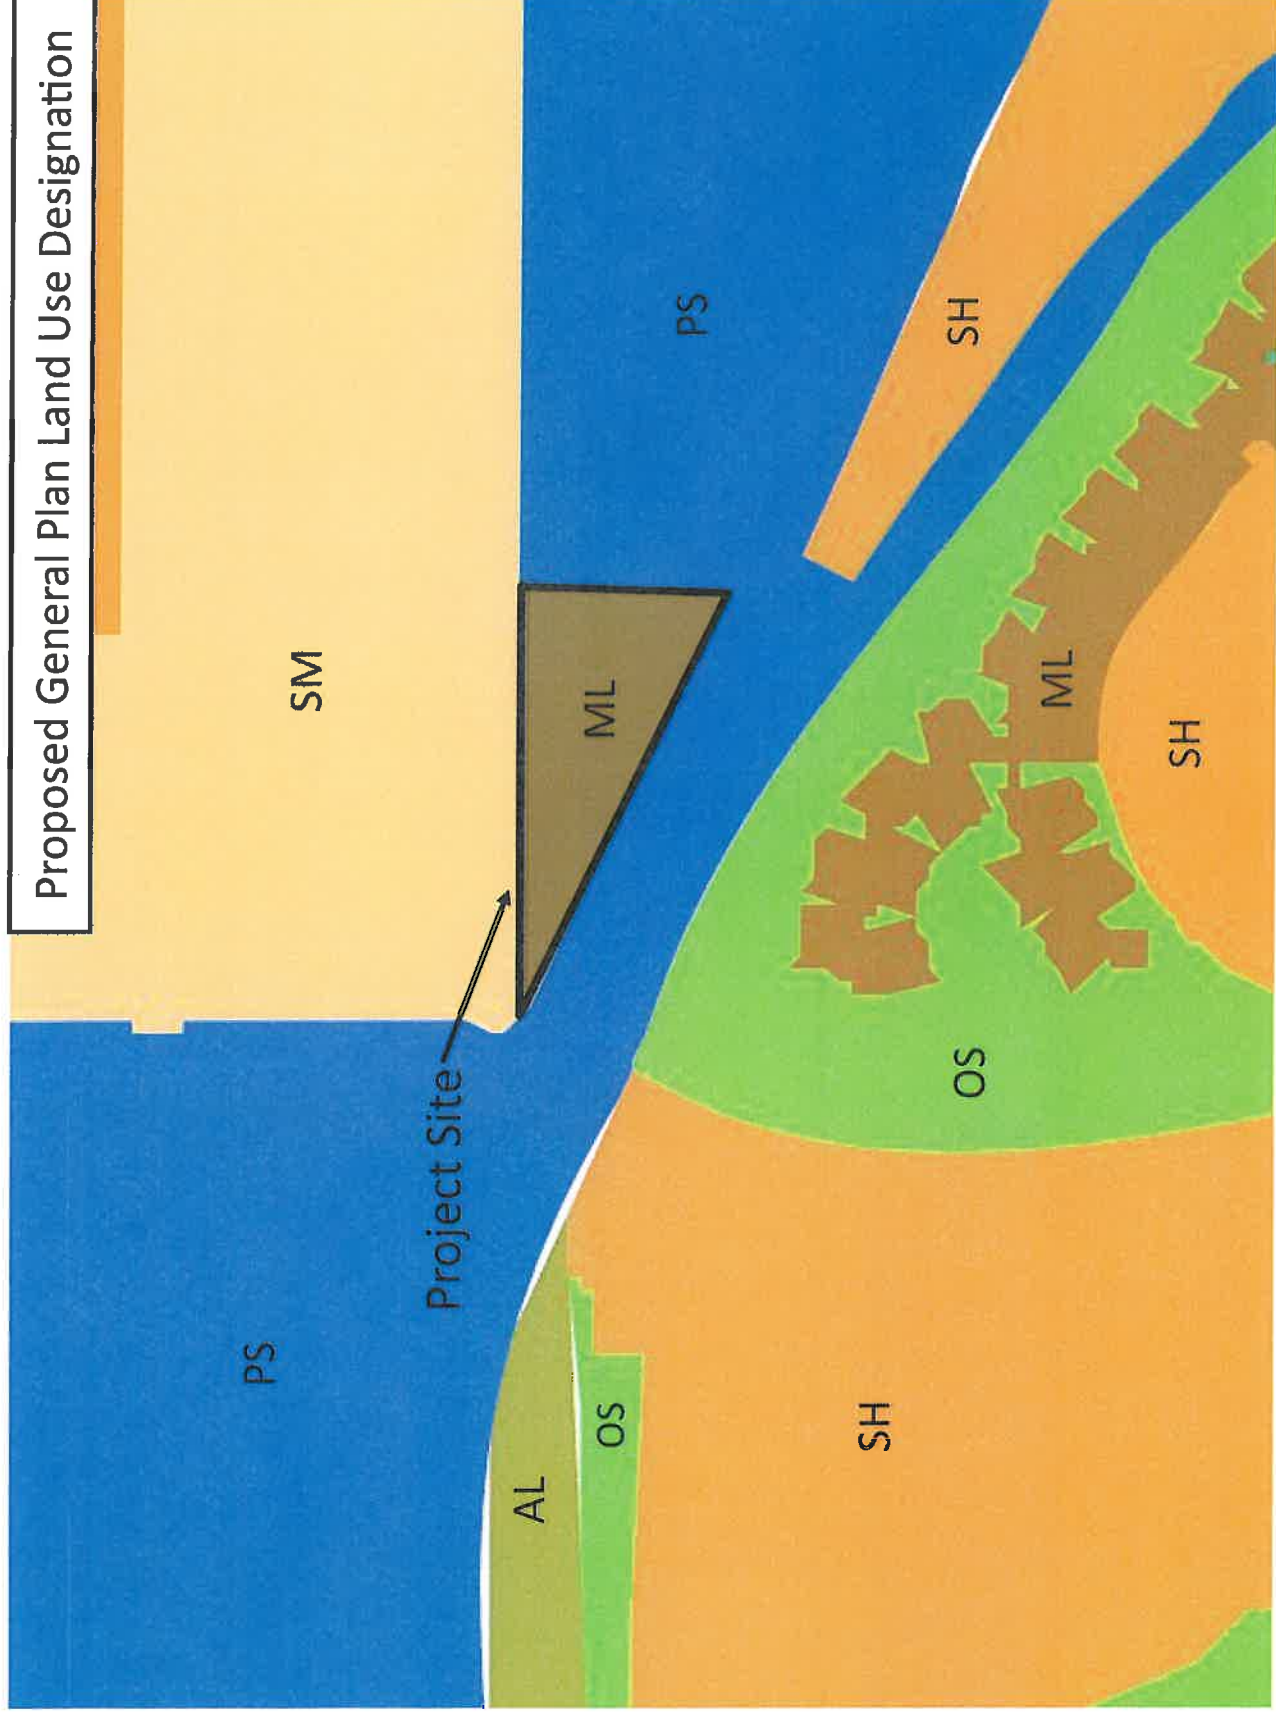 Proposed General Plan Land Use Designation
PS
SM
Project Site
AL
OS
ML
PS
SH
OS
SH
ML
SH